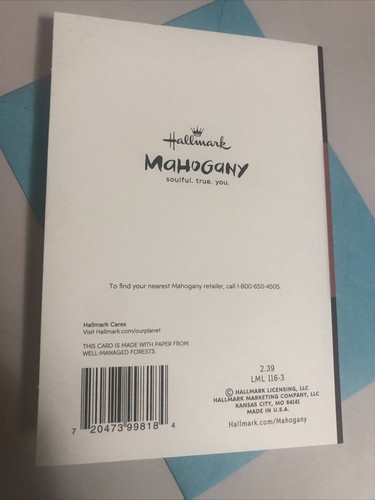 Hallmark
MAHOGANY
soulful. true. you.
To find your nearest Mahogany retailer, call 1-800-650-4505.
Hallmark Cares
Visit Hallmark.com/ourplanet
THIS CARD IS MADE WITH PAPER FROM
WELL-MANAGED FORESTS.
7 20473 99818 4
2.39
LML 116-3
© HALLMARK LICENSING, LLC
HALLMARK MARKETING COMPANY, LLC
KANSAS CITY, MO 64141
MADE IN U.S.A.
Hallmark.com/Mahogany